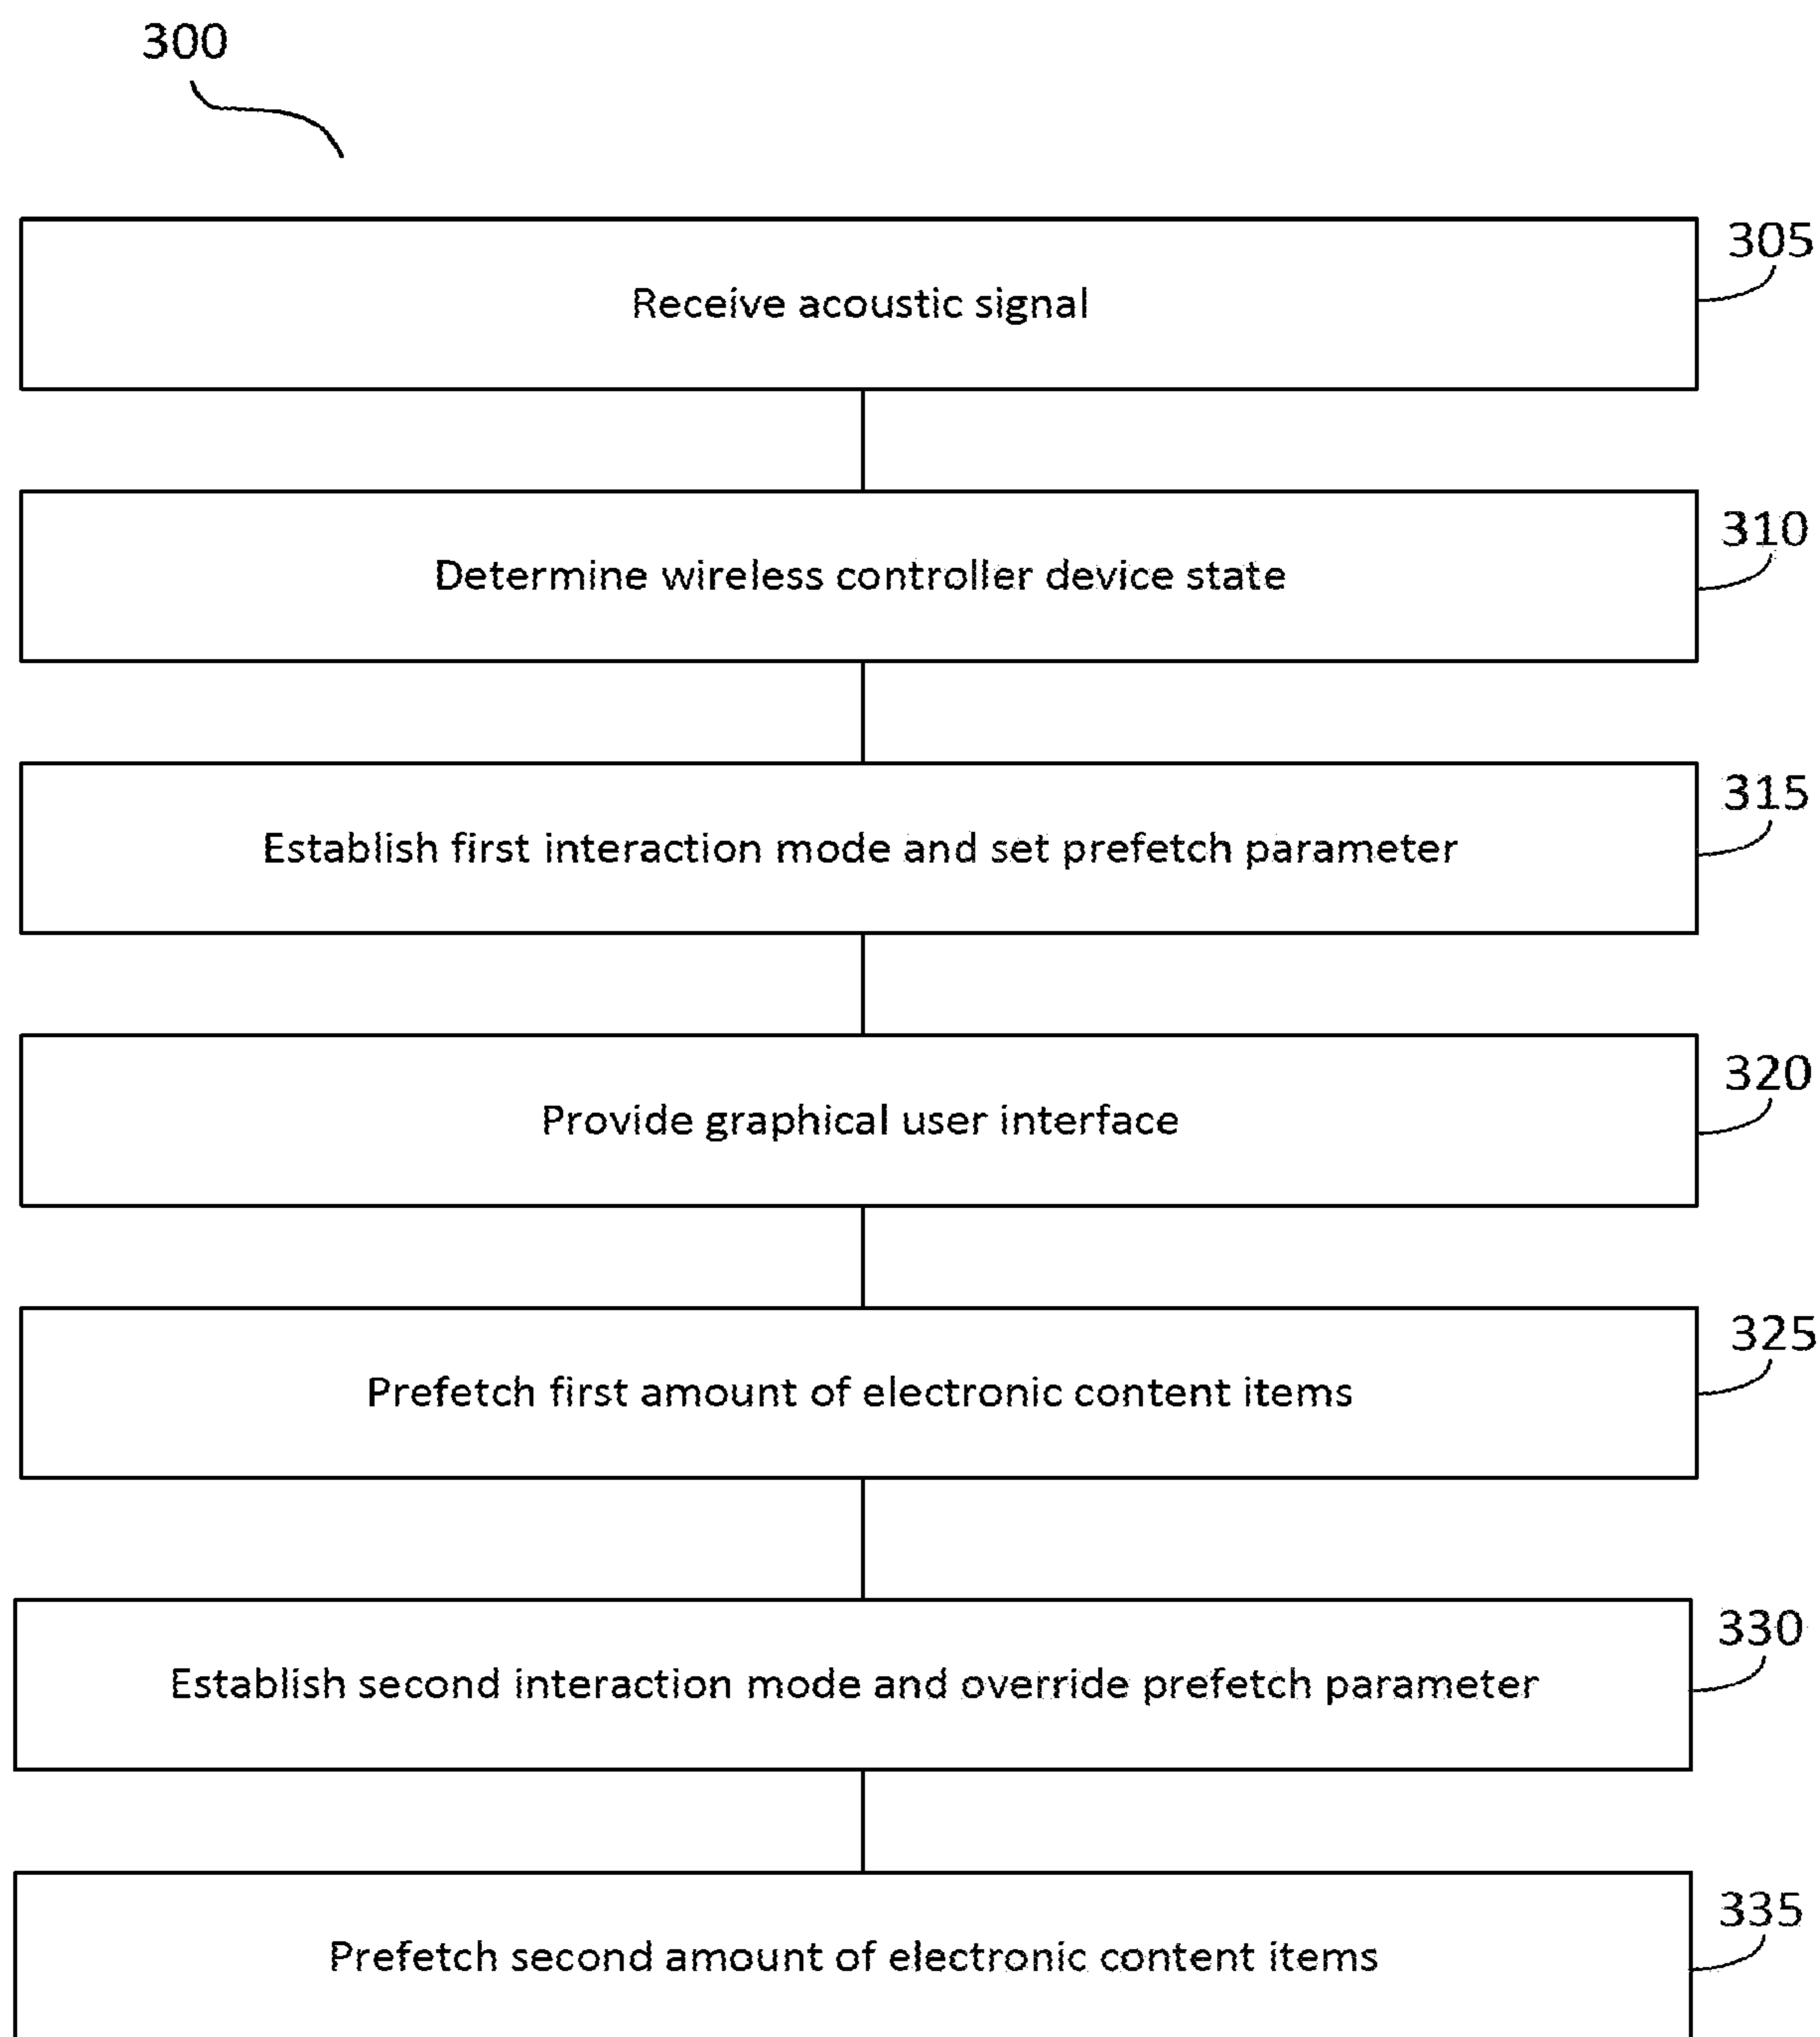 300
305
Receive acoustic signal
310
Determine wireless controller device state
315
Establish first interaction mode and set prefetch parameter
320
Provide graphical user interface
325
Prefetch first amount of electronic content items
330
Establish second interaction mode and override prefetch parameter
335
Prefetch second amount of electronic content items